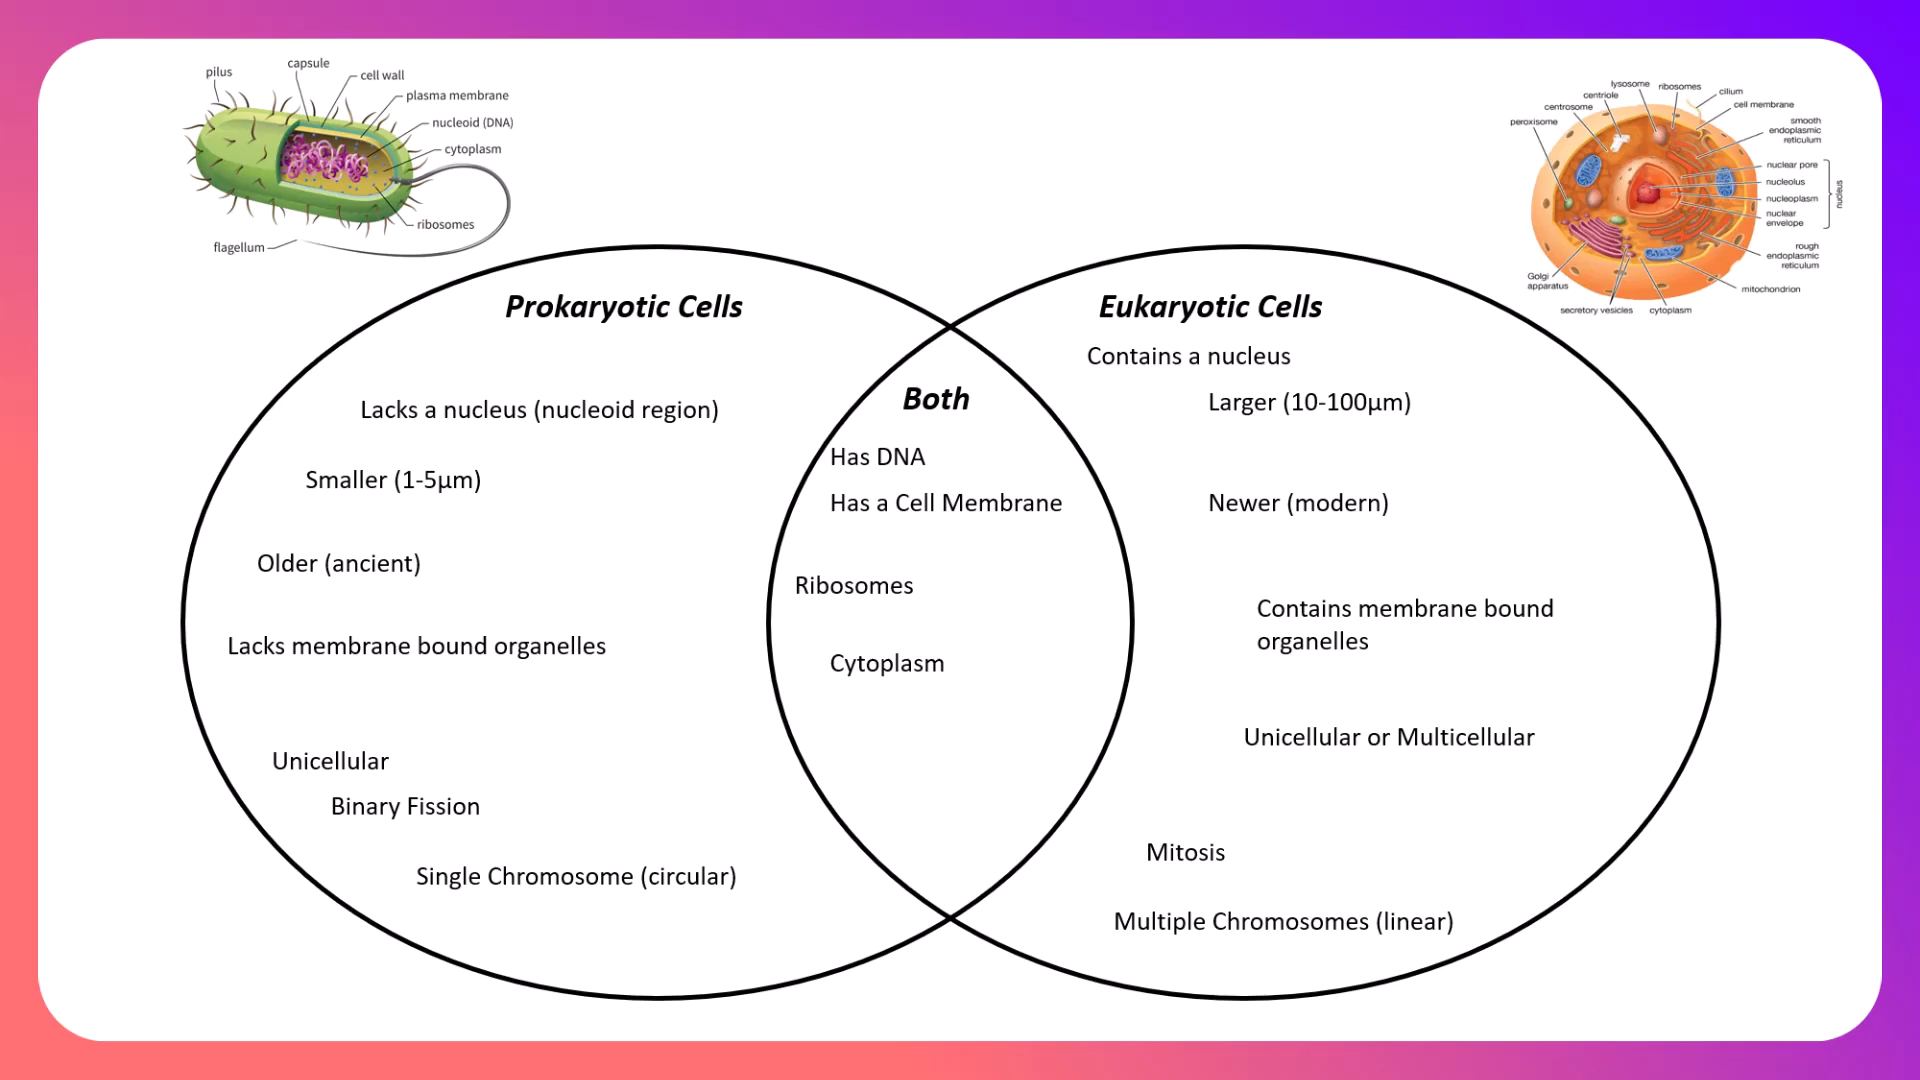 pilus
capsule
cell wall
plasma membrane
nucleoid (DNA)
cytoplasm
ribosomes
flagellum
lysosome
ribosomes
centriole
cilium
centrosome
cell membrane
peroxisome
smooth
endoplasmic
reticulum
nuclear pore
nucleolus
nucleoplasm
nuclear
envelope
nucleus
rough
endoplasmic
reticulum
Golgi
apparatus
mitochondrion
secretory vesicles
cytoplasm
Prokaryotic Cells
Lacks a nucleus (nucleoid region)
Smaller (1-5µm)
Older (ancient)
Lacks membrane bound organelles
Unicellular
Binary Fission
Single Chromosome (circular)
Both
Has DNA
Has a Cell Membrane
Ribosomes
Cytoplasm
Eukaryotic Cells
Contains a nucleus
Larger (10-100µm)
Newer (modern)
Contains membrane bound
organelles
Unicellular or Multicellular
Mitosis
Multiple Chromosomes (linear)